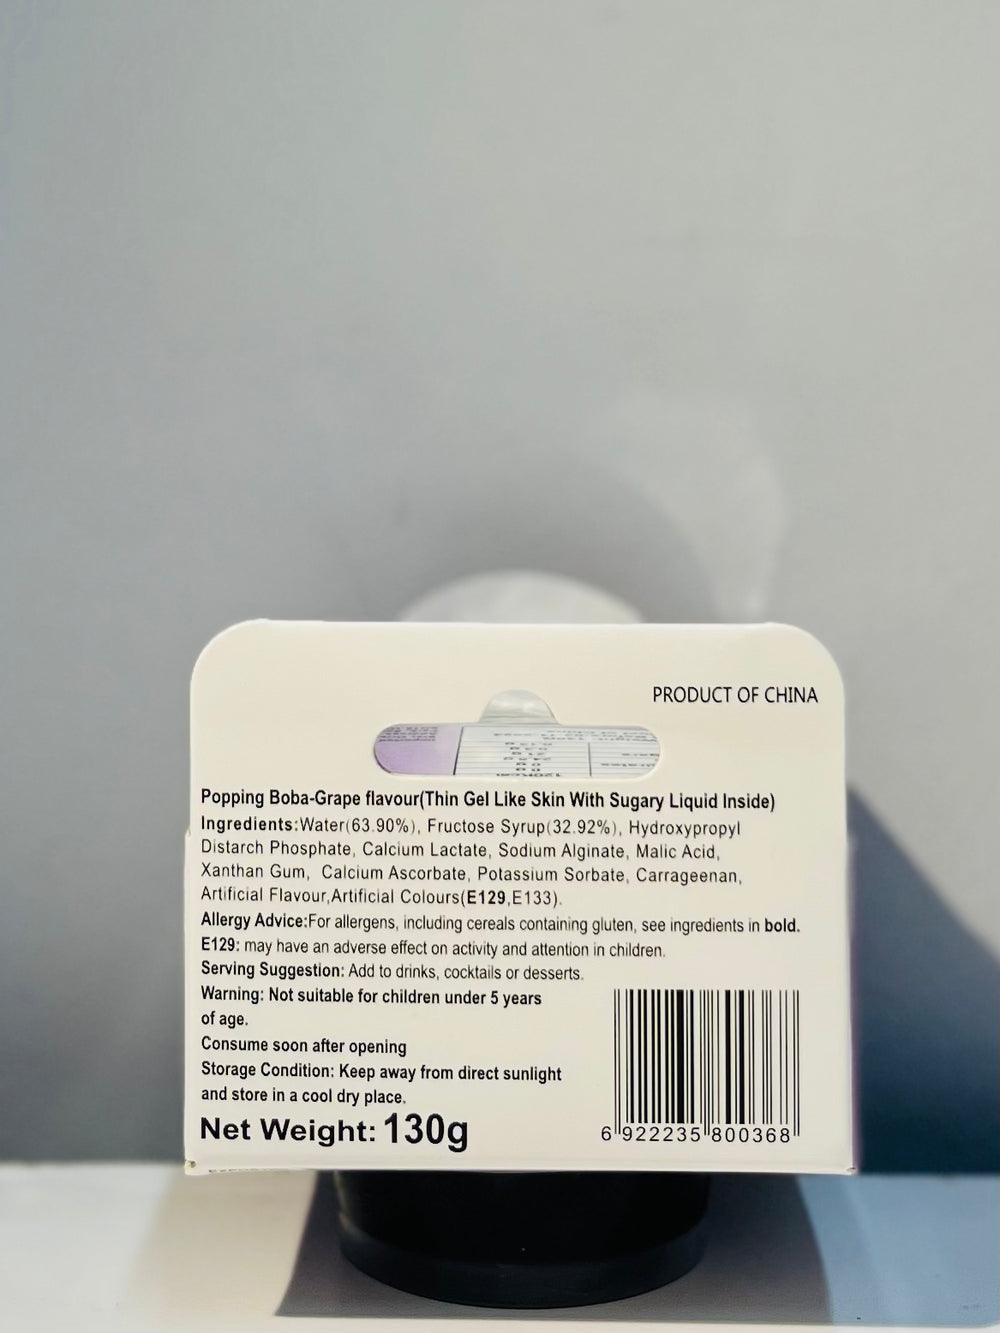 PRODUCT OF CHINA
Popping Boba-Grape flavour(Thin Gel Like Skin With Sugary Liquid Inside)
Ingredients:Water(63.90%), Fructose Syrup(32.92%), Hydroxypropyl
Distarch Phosphate, Calcium Lactate, Sodium Alginate, Malic Acid,
Xanthan Gum, Calcium Ascorbate, Potassium Sorbate, Carrageenan,
Artificial Flavour,Artificial Colours(E129,E133).
Allergy Advice:For allergens, including cereals containing gluten, see ingredients in bold.
E129: may have an adverse effect on activity and attention in children.
Serving Suggestion: Add to drinks, cocktails or desserts.
Warning: Not suitable for children under 5 years
of age.
Consume soon after opening
Storage Condition: Keep away from direct sunlight
and store in a cool dry place.
Net Weight: 130g
6 922235 800368